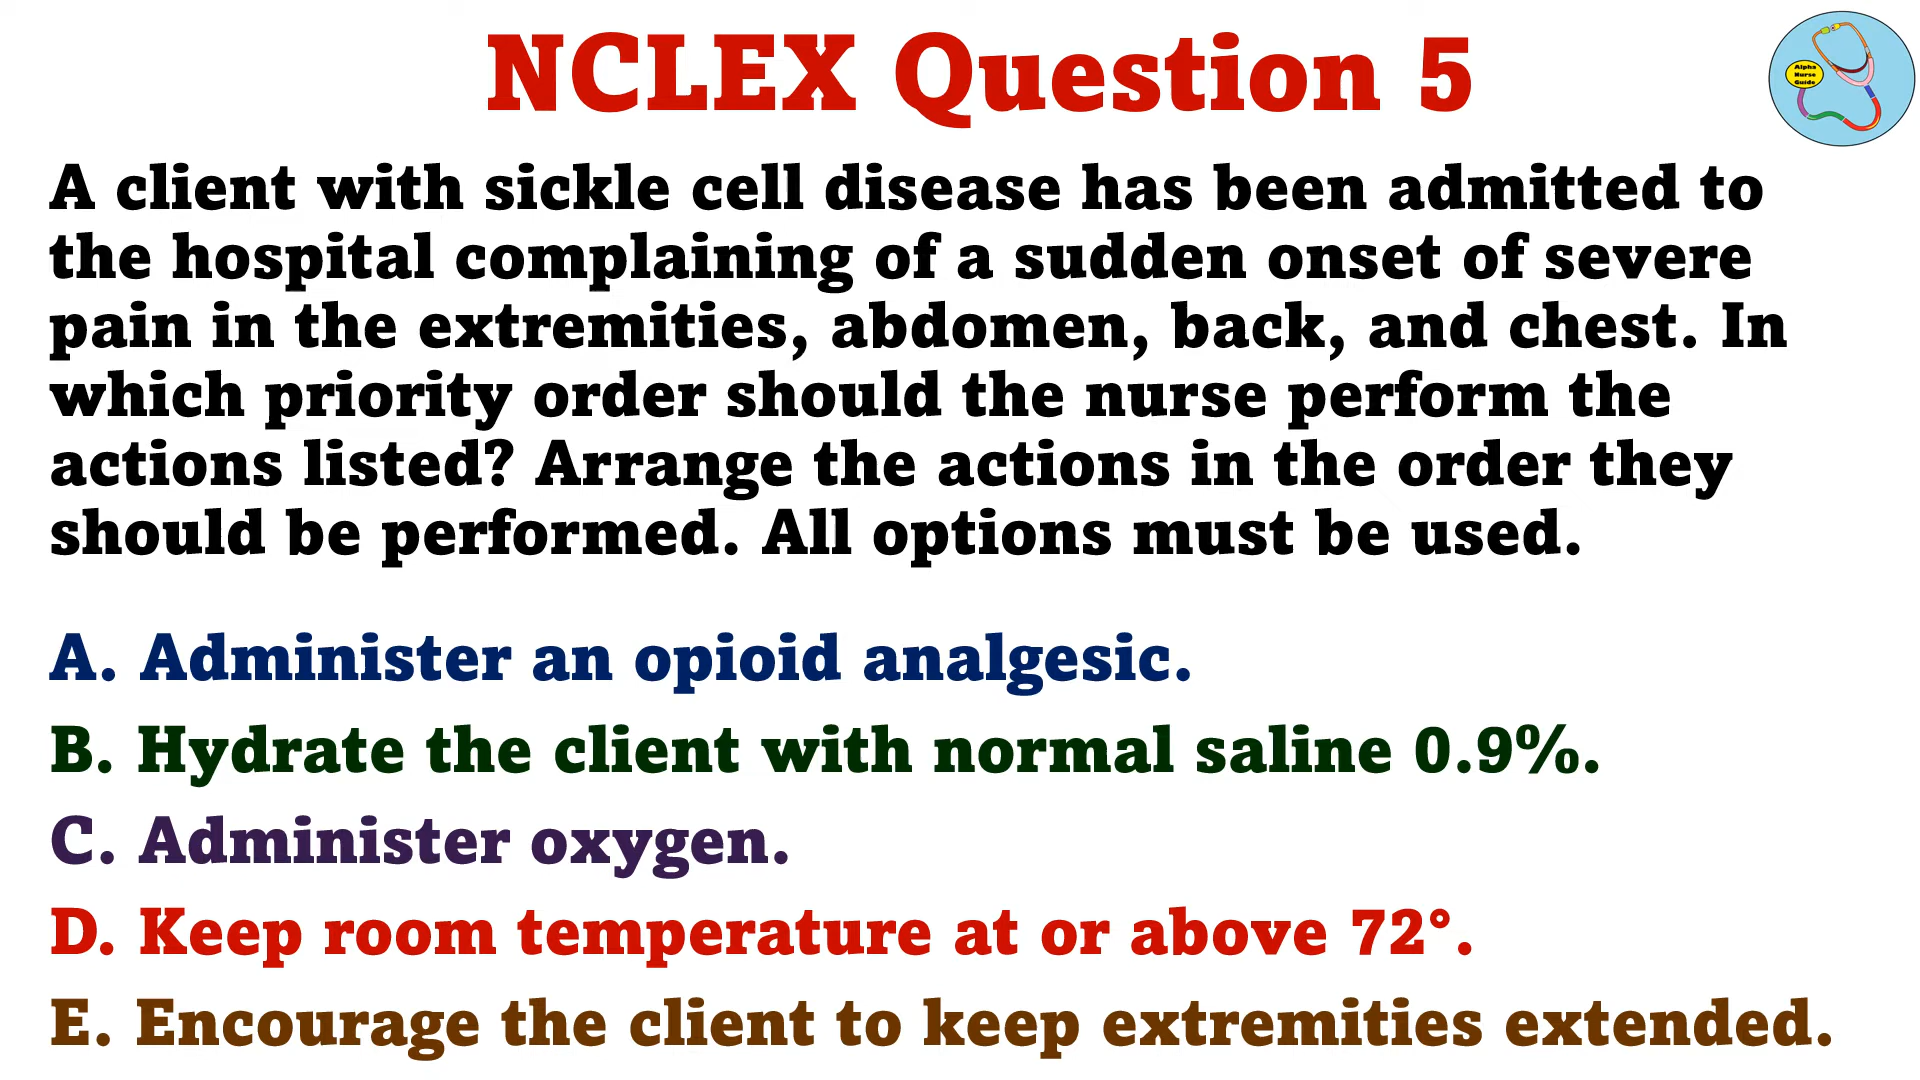 NCLEX Question 5
Alpha
Nurse
Guide
A client with sickle cell disease has been admitted to
the hospital complaining of a sudden onset of severe
pain in the extremities, abdomen, back, and chest. In
which priority order should the nurse perform the
actions listed? Arrange the actions in the order they
should be performed. All options must be used.
A. Administer an opioid analgesic.
B. Hydrate the client with normal saline 0.9%.
C. Administer oxygen.
D. Keep room temperature at or above 72°.
E. Encourage the client to keep extremities extended.